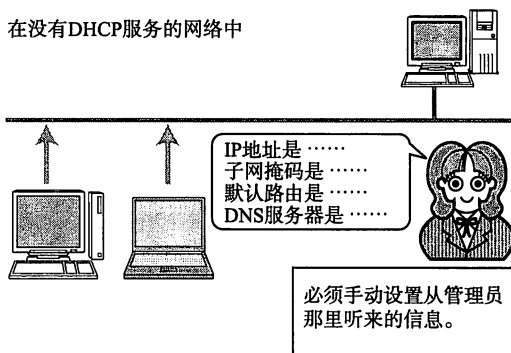 在没有DHCP服务的网络中
IP地址是 ……
子网掩码是 ……
默认路由是 ……
DNS服务器是 ……
必须手动设置从管理员
那里听来的信息。